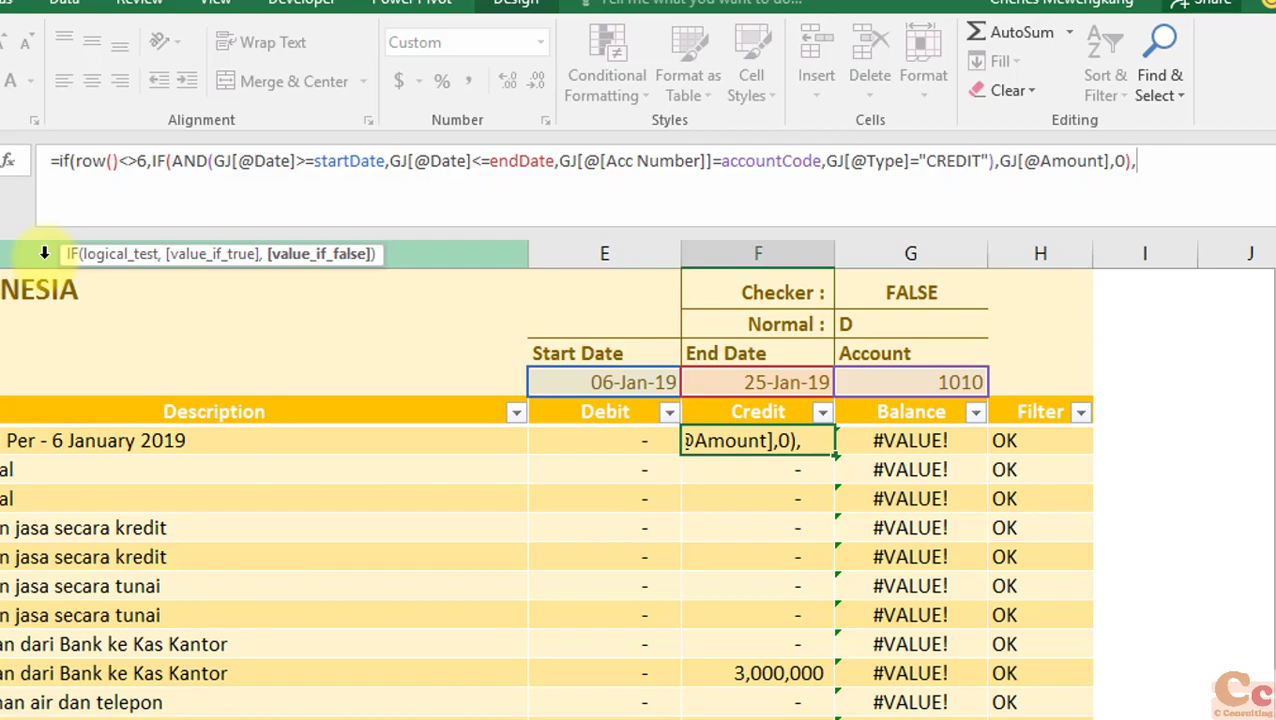 Data Review View Developer Power Pivot Design Tell me what you want to do... Share
Wrap Text
Custom
AutoSum
Fill
Clear
Merge & Center
$ % ,
A
Conditional Formatting
Format as Table
Cell Styles
Insert
Delete
Format
Sort & Filter
Find & Select
Alignment
Number
Styles
Cells
Editing
fx =if(row()<>6,IF(AND(GJ[@Date]>=startDate,GJ[@Date]<=endDate,GJ[@[Acc Number]]=accountCode,GJ[@Type]="CREDIT"),GJ[@Amount],0),
IF(logical_test, [value_if_true], [value_if_false])
E F G H I J
NESIA
Checker : FALSE
Normal : D
Start Date End Date Account
06-Jan-19 25-Jan-19 1010
Description Debit Credit Balance Filter
Per - 6 January 2019 - @Amount],0), #VALUE! OK
al - - #VALUE! OK
al - - #VALUE! OK
n jasa secara kredit - - #VALUE! OK
n jasa secara kredit - - #VALUE! OK
n jasa secara tunai - - #VALUE! OK
n jasa secara tunai - - #VALUE! OK
an dari Bank ke Kas Kantor - - #VALUE! OK
an dari Bank ke Kas Kantor - 3,000,000 #VALUE! OK
nan air dan telepon - - #VALUE! OK
Cc
C Consulting